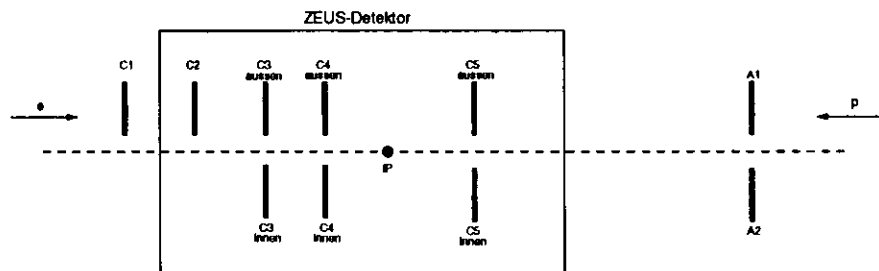 ZEUS-Detektor
C1
C2
C3
aussen
C4
aussen
C5
aussen
A1
e
p
IP
C3
Innen
C4
Innen
C5
Innen
A2